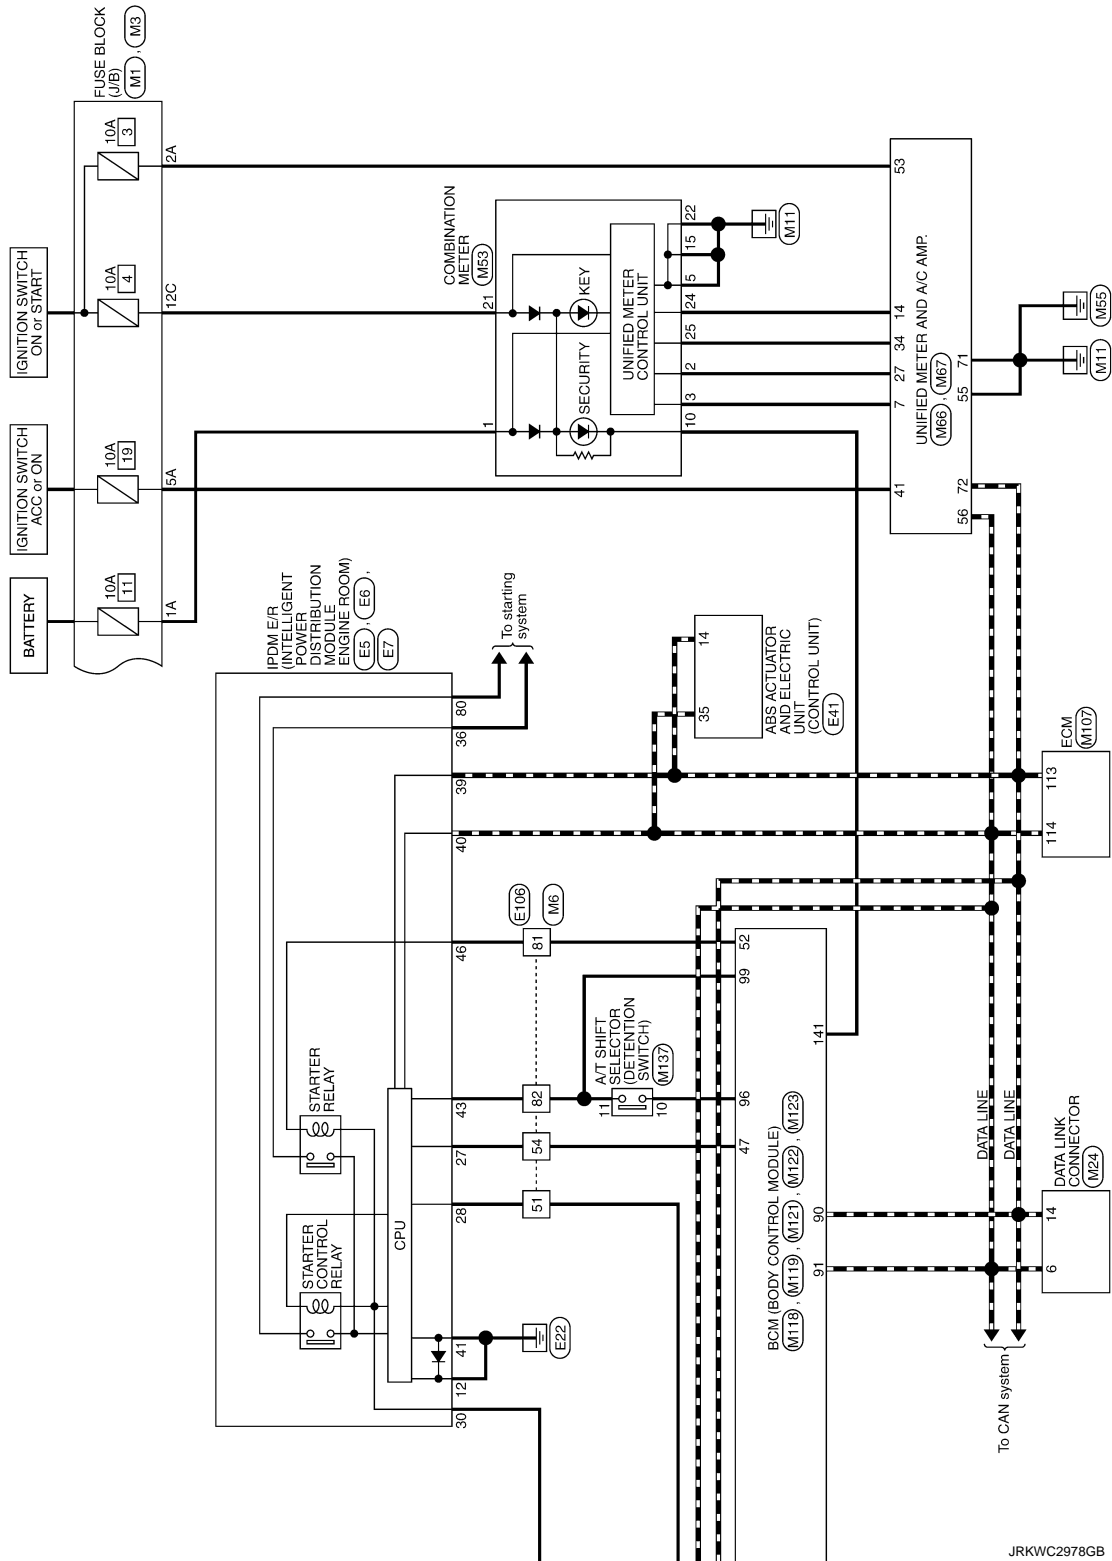 BATTERY
IGNITION SWITCH
ACC or ON
IGNITION SWITCH
ON or START
10A
11
10A
19
10A
4
10A
3
FUSE BLOCK
(J/B)
M1 , M3
1A
5A
12C
2A
IPDM E/R
(INTELLIGENT
POWER
DISTRIBUTION
MODULE
ENGINE ROOM)
E5 , E6 ,
E7
STARTER
CONTROL
RELAY
STARTER
RELAY
CPU
30
12
41
28
27
43
46
40
39
36
80
E22
To starting
system
51
54
82
81
E106
M6
11
10
A/T SHIFT
SELECTOR
(DETENTION
SWITCH)
M137
COMBINATION
METER
M53
1
21
SECURITY
KEY
UNIFIED METER
CONTROL UNIT
10
3
2
25
24
5
15
22
M11
35
14
ABS ACTUATOR
AND ELECTRIC
UNIT
(CONTROL UNIT)
E41
47
96
99
52
BCM (BODY CONTROL MODULE)
M118 , M119 , M121 , M122 , M123
91
90
141
41
7
27
34
14
53
UNIFIED METER AND A/C AMP.
M66 , M67
56
72
55
71
M11
M55
DATA LINE
DATA LINE
To CAN system
6
14
DATA LINK
CONNECTOR
M24
114
113
ECM
M107
JRKWC2978GB